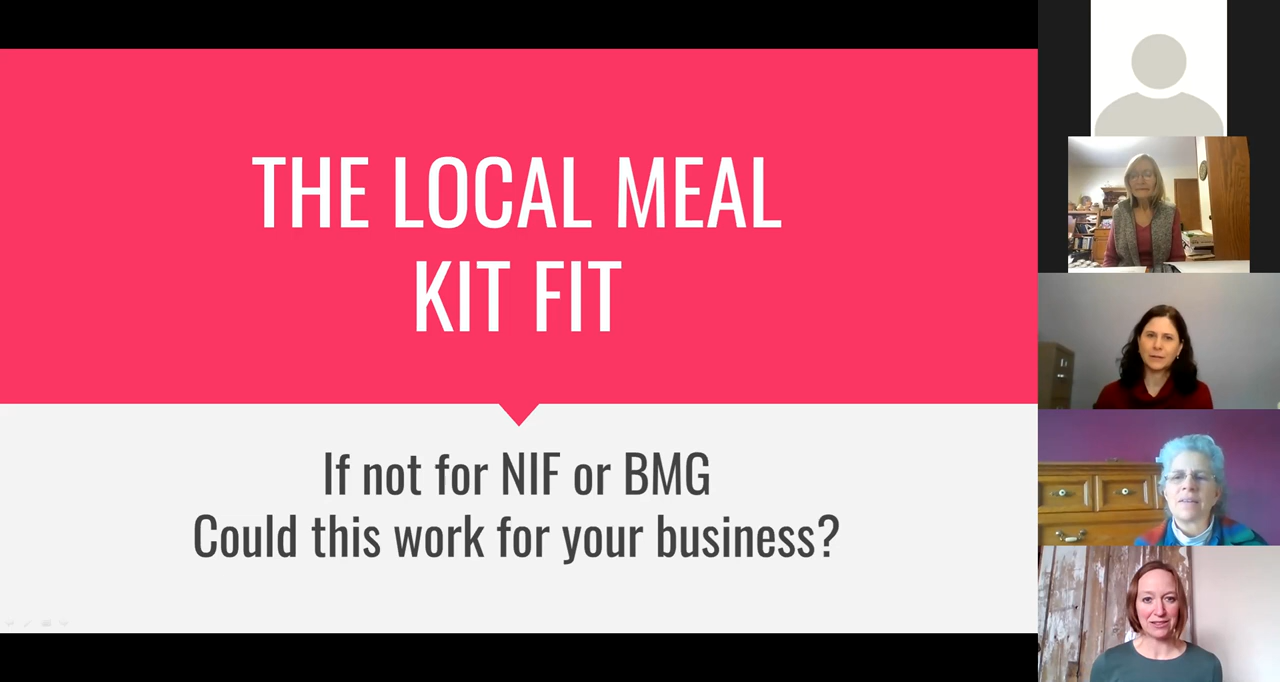 THE LOCAL MEAL
KIT FIT
If not for NIF or BMG
Could this work for your business?